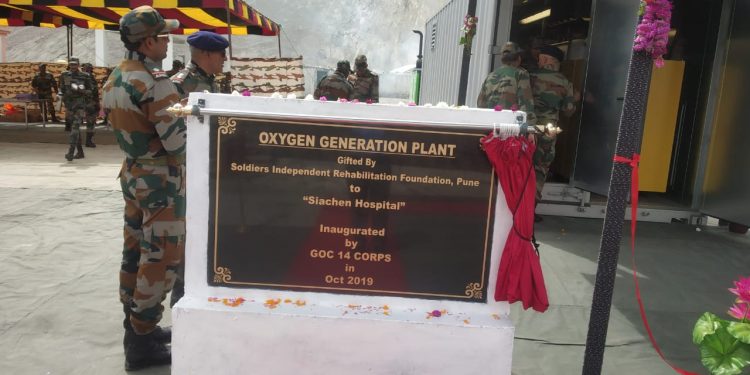 OXYGEN GENERATION PLANT
Gifted By
Soldiers Independent Rehabilitation Foundation, Pune
to
"Siachen Hospital"
Inaugurated
by
GOC 14 CORPS
in
Oct 2019